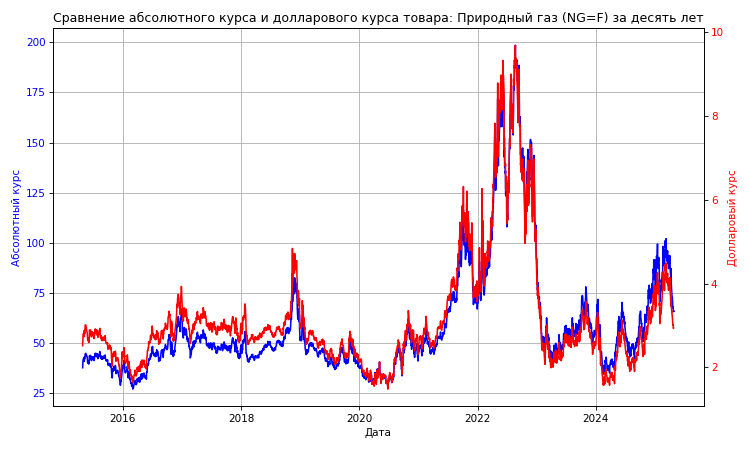 Сравнение абсолютного курса и долларового курса товара: Природный газ (NG=F) за десять лет
200
175
150
125
100
75
50
25
Абсолютный курс
10
8
6
4
2
Долларовый курс
2016 2018 2020 2022 2024
Дата